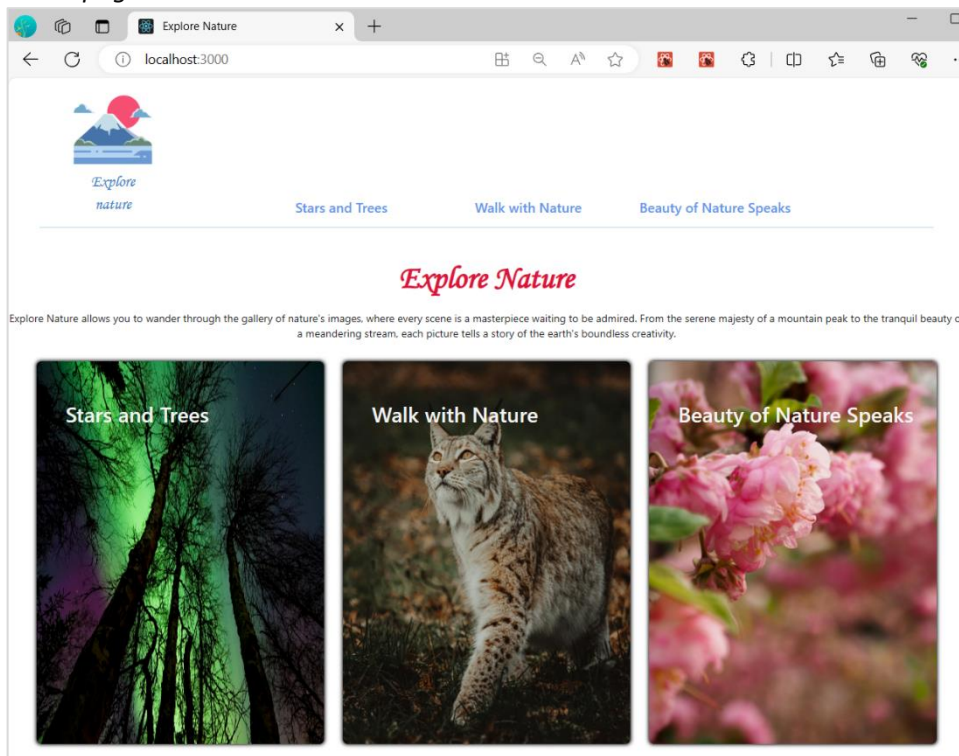 Explore Nature
localhost:3000
Explore
nature
Stars and Trees Walk with Nature Beauty of Nature Speaks
Explore Nature
Explore Nature allows you to wander through the gallery of nature's images, where every scene is a masterpiece waiting to be admired. From the serene majesty of a mountain peak to the tranquil beauty
a meandering stream, each picture tells a story of the earth's boundless creativity.
Stars and Trees Walk with Nature Beauty of Nature Speaks